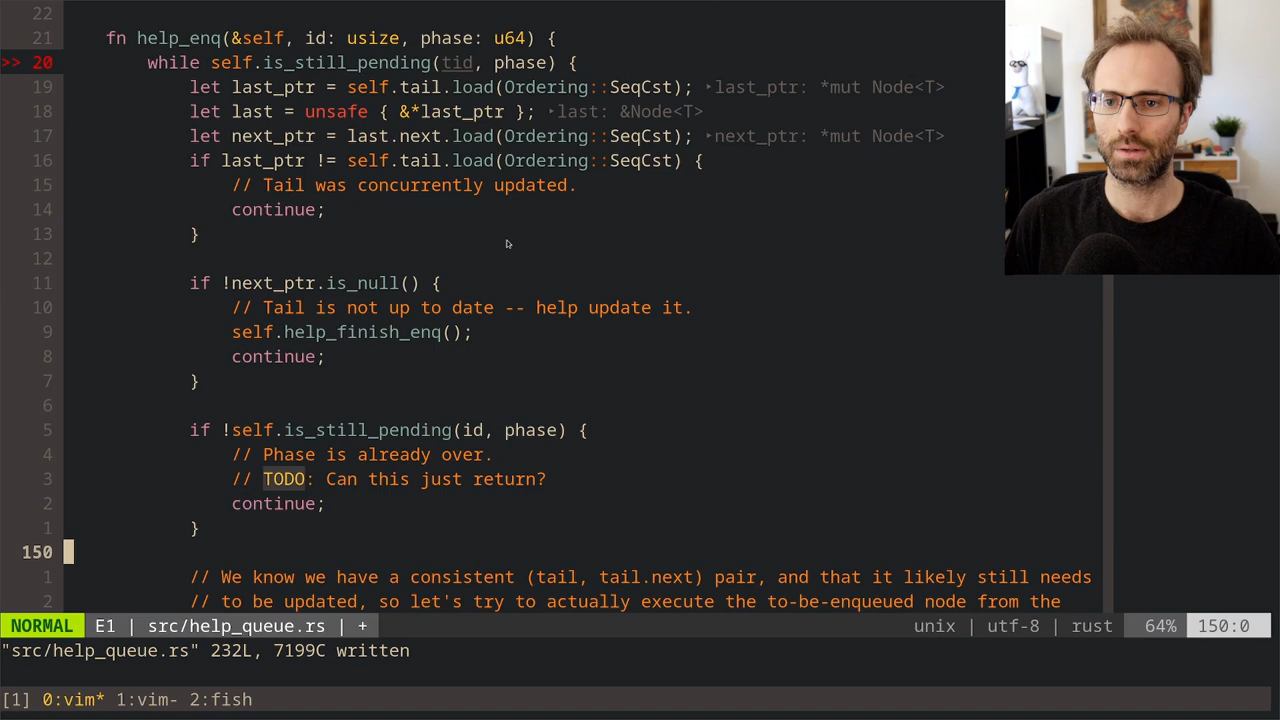 22
21 fn help_enq(&self, id: usize, phase: u64) {
>> 20 while self.is_still_pending(tid, phase) {
19 let last_ptr = self.tail.load(Ordering::SeqCst); ‣last_ptr: *mut Node<T>
18 let last = unsafe { &*last_ptr }; ‣last: &Node<T>
17 let next_ptr = last.next.load(Ordering::SeqCst); ‣next_ptr: *mut Node<T>
16 if last_ptr != self.tail.load(Ordering::SeqCst) {
15 // Tail was concurrently updated.
14 continue;
13 }
12
11 if !next_ptr.is_null() {
10 // Tail is not up to date -- help update it.
9 self.help_finish_enq();
8 continue;
7 }
6
5 if !self.is_still_pending(id, phase) {
4 // Phase is already over.
3 // TODO: Can this just return?
2 continue;
1 }
150
1 // We know we have a consistent (tail, tail.next) pair, and that it likely still needs
2 // to be updated, so let's try to actually execute the to-be-enqueued node from the
NORMAL E1 | src/help_queue.rs | + unix | utf-8 | rust 64% 150:0
"src/help_queue.rs" 232L, 7199C written
[1] 0:vim* 1:vim- 2:fish